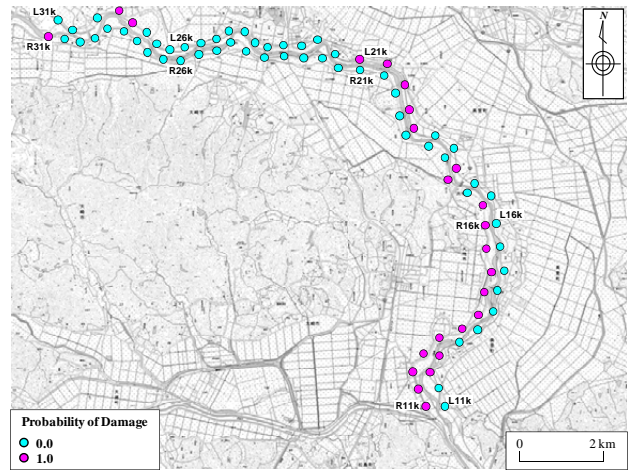 L31k
R31k
L26k
R26k
L21k
R21k
N
L16k
R16k
R11k
L11k
Probability of Damage
0.0
1.0
0
2 km